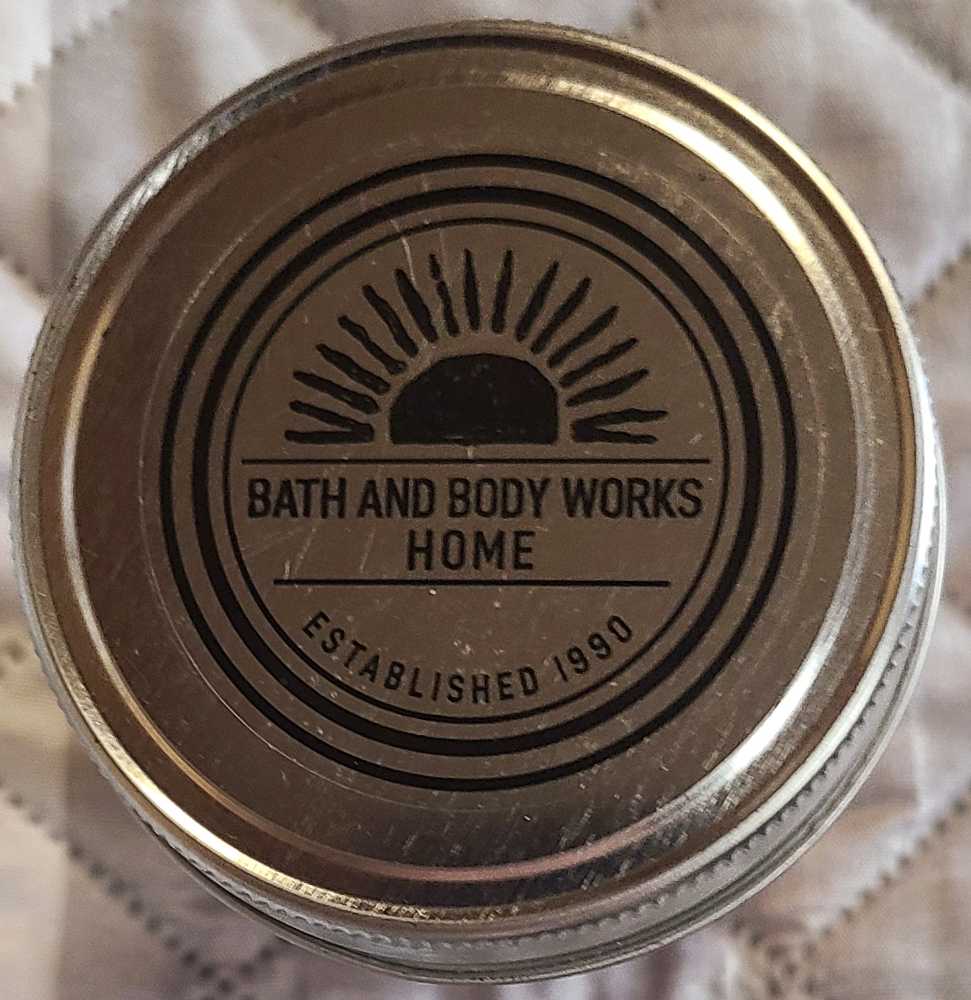 BATH AND BODY WORKS
HOME
ESTABLISHED 1990